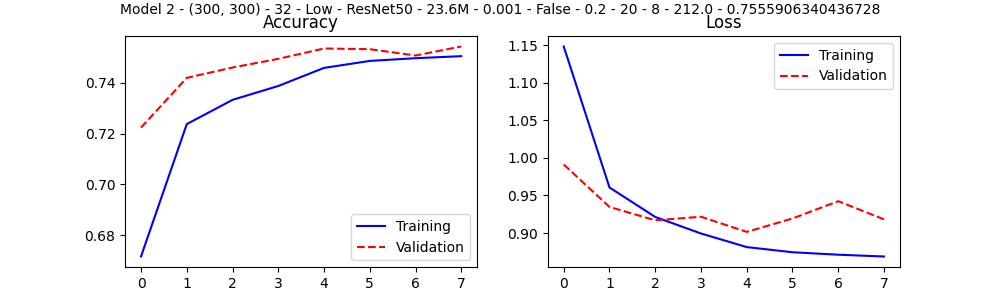 Model 2 - (300, 300) - 32 - Low - ResNet50 - 23.6M - 0.001 - False - 0.2 - 20 - 8 - 212.0 - 0.7555906340436728
Accuracy
0.74
0.72
0.70
0.68
Training
Validation
0 1 2 3 4 5 6 7
Loss
1.15
1.10
1.05
1.00
0.95
0.90
Training
Validation
0 1 2 3 4 5 6 7